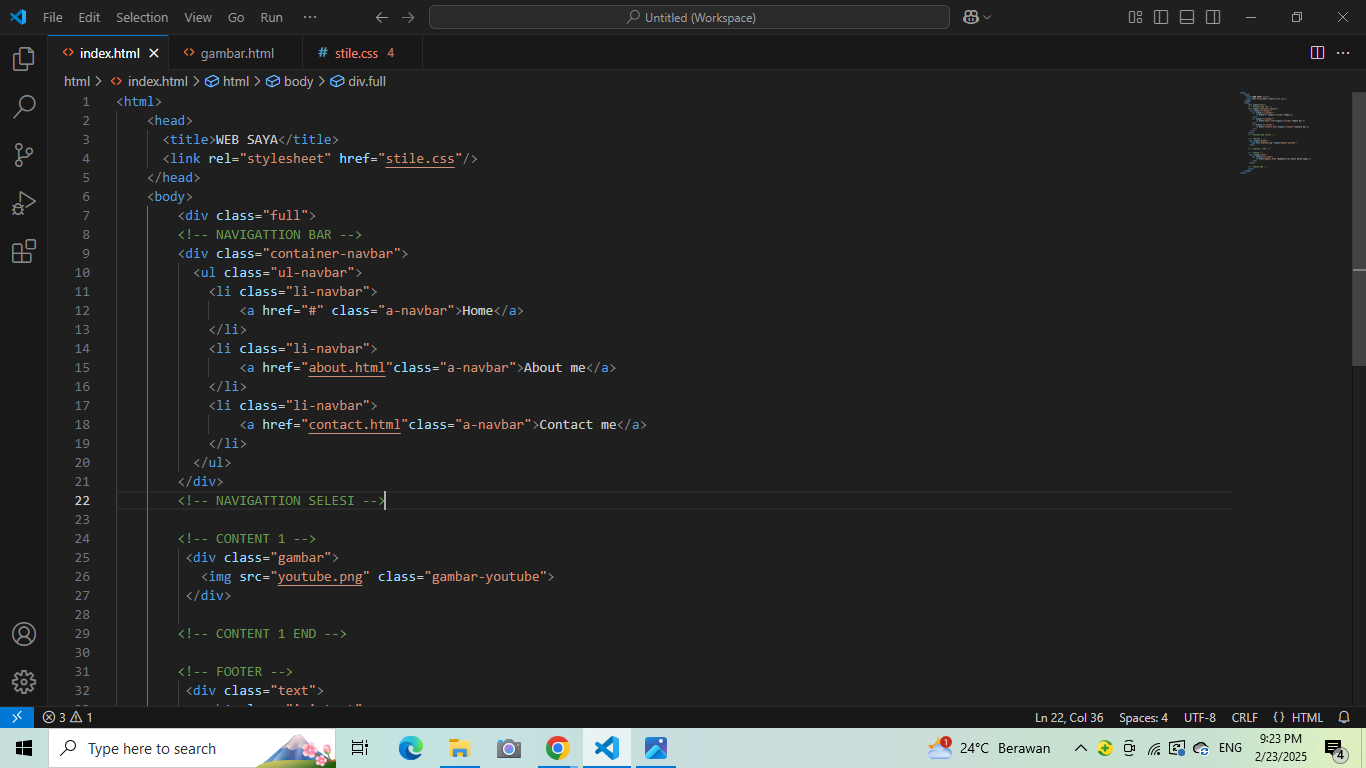 File Edit Selection View Go Run ··· Untitled (Workspace)
index.html gambar.html # stile.css 4
html > index.html > html > body > div.full
1 <html>
2 <head>
3 <title>WEB SAYA</title>
4 <link rel="stylesheet" href="stile.css"/>
5 </head>
6 <body>
7 <div class="full">
8 <!-- NAVIGATTION BAR -->
9 <div class="container-navbar">
10 <ul class="ul-navbar">
11 <li class="li-navbar">
12 <a href="#" class="a-navbar">Home</a>
13 </li>
14 <li class="li-navbar">
15 <a href="about.html"class="a-navbar">About me</a>
16 </li>
17 <li class="li-navbar">
18 <a href="contact.html"class="a-navbar">Contact me</a>
19 </li>
20 </ul>
21 </div>
22 <!-- NAVIGATTION SELESI -->
23
24 <!-- CONTENT 1 -->
25 <div class="gambar">
26 <img src="youtube.png" class="gambar-youtube">
27 </div>
28
29 <!-- CONTENT 1 END -->
30
31 <!-- FOOTER -->
32 <div class="text">
3 1 Ln 22, Col 36 Spaces: 4 UTF-8 CRLF {} HTML
Type here to search 1 24°C Berawan ENG 9:23 PM 2/23/2025 4